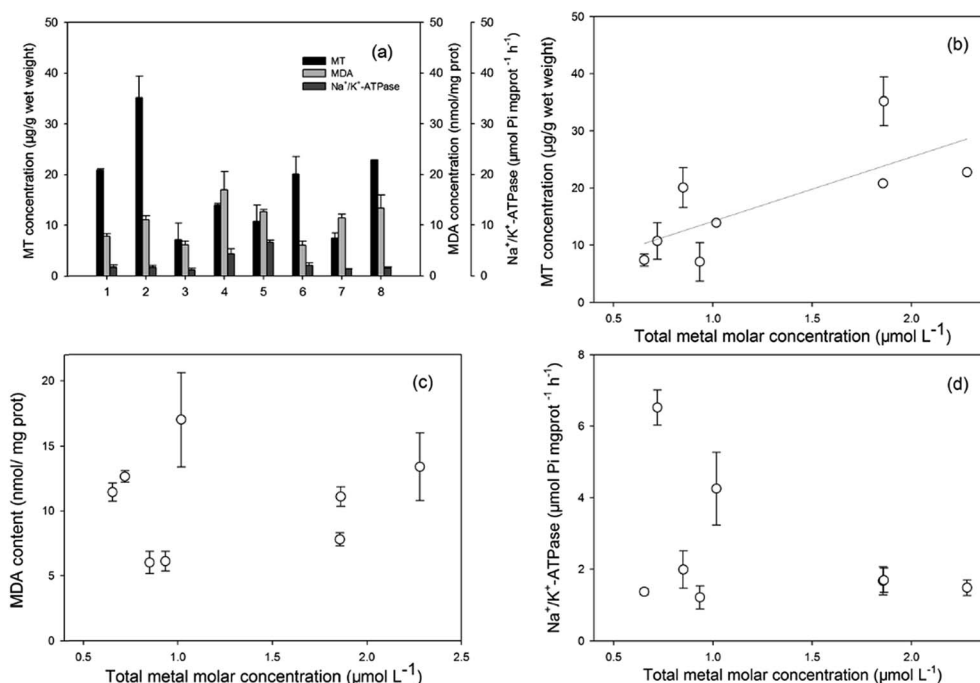 (a)
MT
MDA
Na⁺/K⁺-ATPase
MT concentration (µg/g wet weight)
50
40
30
20
10
0
1 2 3 4 5 6 7 8
50
40
30
20
10
0
MDA concentration (nmol/mg prot)
50
40
30
20
10
0
Na⁺/K⁺-ATPase (µmol Pi mgprot⁻¹ h⁻¹)
(b)
MT concentration (µg/g wet weight)
50
40
30
20
10
0
0.5 1.0 1.5 2.0
Total metal molar concentration (µmol L⁻¹)
(c)
MDA content (nmol/ mg prot)
20
15
10
5
0
0.5 1.0 1.5 2.0 2.5
Total metal molar concentration (µmol L⁻¹)
(d)
Na⁺/K⁺-ATPase (µmol Pi mgprot⁻¹ h⁻¹)
8
6
4
2
0
0.5 1.0 1.5 2.0
Total metal molar concentration (µmol L⁻¹)